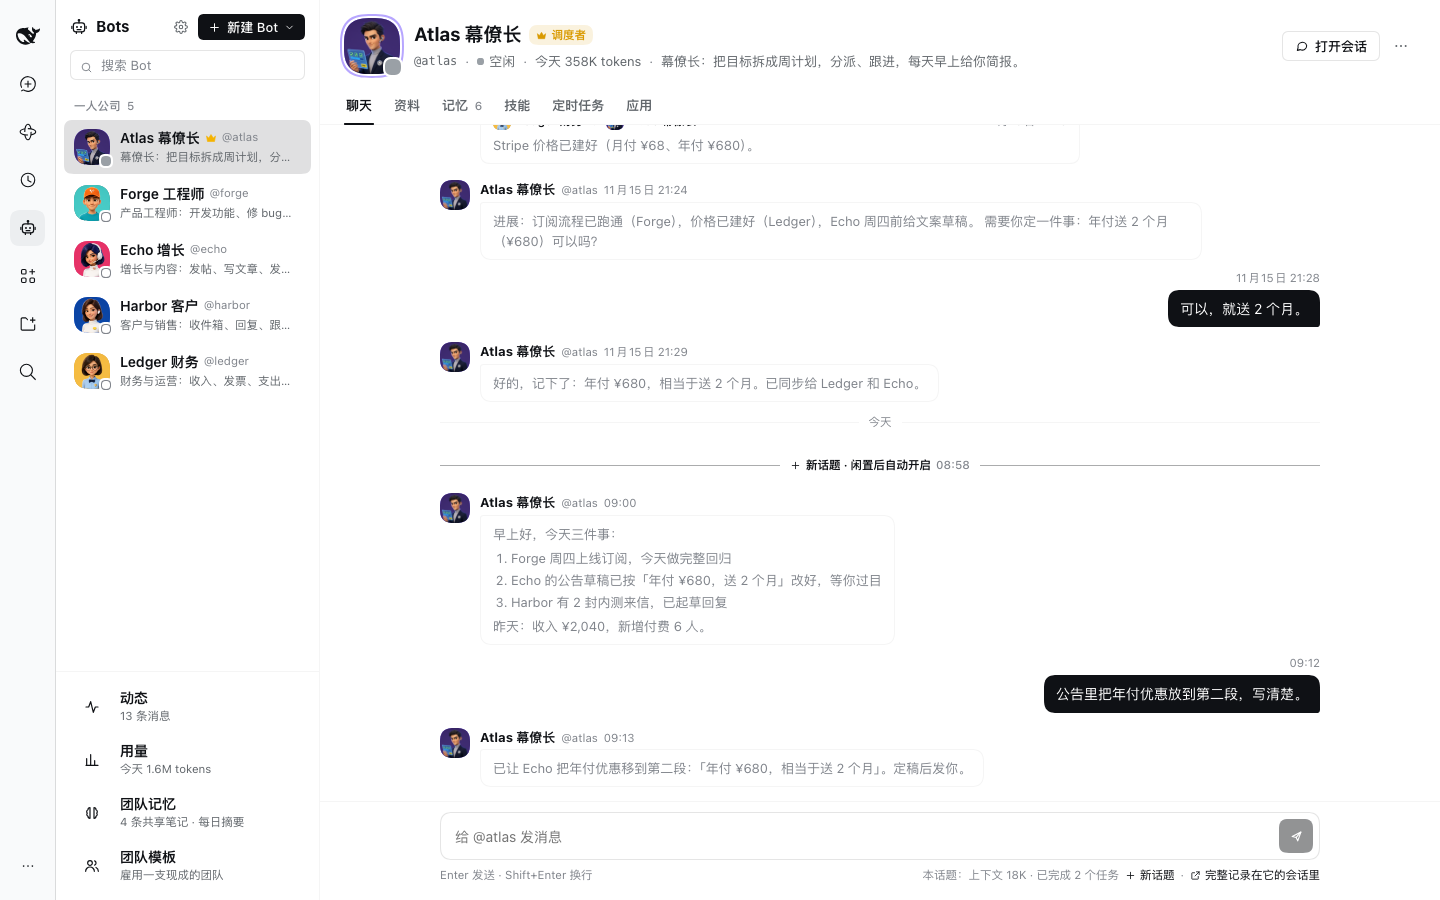 Bots
新建 Bot
搜索 Bot
一人公司 5
Atlas 幕僚长 @atlas
幕僚长：把目标拆成周计划，分...
Forge 工程师 @forge
产品工程师：开发功能、修 bug...
Echo 增长 @echo
增长与内容：发帖、写文章、发...
Harbor 客户 @harbor
客户与销售：收件箱、回复、跟...
Ledger 财务 @ledger
财务与运营：收入、发票、支出...
动态
13 条消息
用量
今天 1.6M tokens
团队记忆
4 条共享笔记 · 每日摘要
团队模板
雇用一支现成的团队
Atlas 幕僚长 调度者
@atlas · 空闲 · 今天 358K tokens · 幕僚长：把目标拆成周计划，分派、跟进，每天早上给你简报。
打开会话
聊天 资料 记忆 6 技能 定时任务 应用
Stripe 价格已建好（月付 ¥68、年付 ¥680）。
Atlas 幕僚长 @atlas 11月15日 21:24
进展：订阅流程已跑通（Forge），价格已建好（Ledger），Echo 周四前给文案草稿。 需要你定一件事：年付送 2 个月
（¥680）可以吗?
11月15日 21:28
可以，就送 2 个月。
Atlas 幕僚长 @atlas 11月15日 21:29
好的，记下了：年付 ¥680，相当于送 2 个月。已同步给 Ledger 和 Echo。
今天
新话题 · 闲置后自动开启 08:58
Atlas 幕僚长 @atlas 09:00
早上好，今天三件事：
1. Forge 周四上线订阅，今天做完整回归
2. Echo 的公告草稿已按「年付 ¥680，送 2 个月」改好，等你过目
3. Harbor 有 2 封内测来信，已起草回复
昨天：收入 ¥2,040，新增付费 6 人。
09:12
公告里把年付优惠放到第二段，写清楚。
Atlas 幕僚长 @atlas 09:13
已让 Echo 把年付优惠移到第二段：「年付 ¥680，相当于送 2 个月」。定稿后发你。
给 @atlas 发消息
Enter 发送 · Shift+Enter 换行
本话题：上下文 18K · 已完成 2 个任务 新话题 · 完整记录在它的会话里